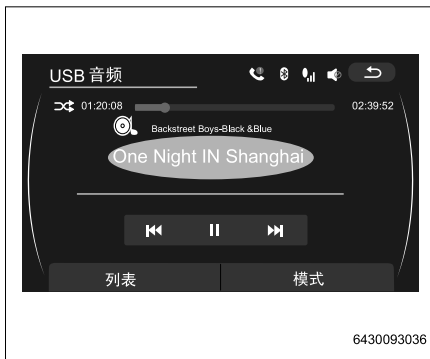 USB 音频
01:20:08
02:39:52
Backstreet Boys-Black &Blue
One Night IN Shanghai
列表
模式
6430093036